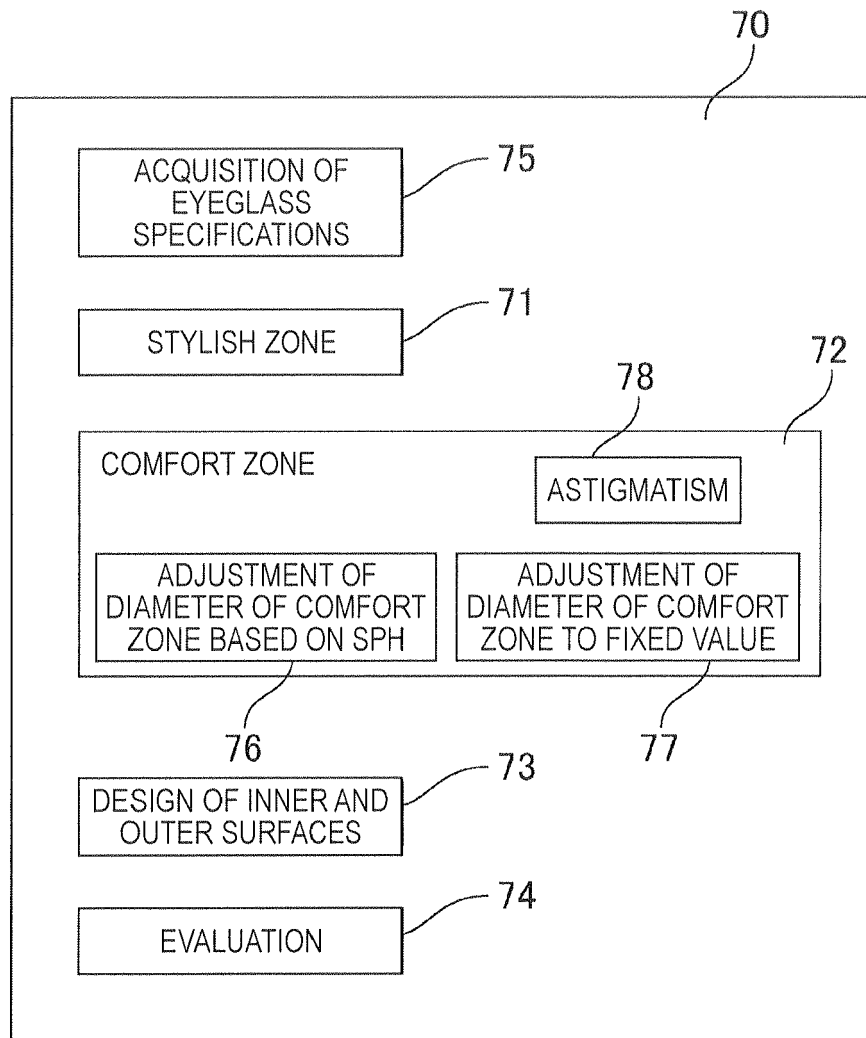 70
ACQUISITION OF
EYEGLASS
SPECIFICATIONS
75
STYLISH ZONE
71
72
78
COMFORT ZONE
ASTIGMATISM
ADJUSTMENT OF
DIAMETER OF COMFORT
ZONE BASED ON SPH
ADJUSTMENT OF
DIAMETER OF COMFORT
ZONE TO FIXED VALUE
76
77
DESIGN OF INNER AND
OUTER SURFACES
73
EVALUATION
74